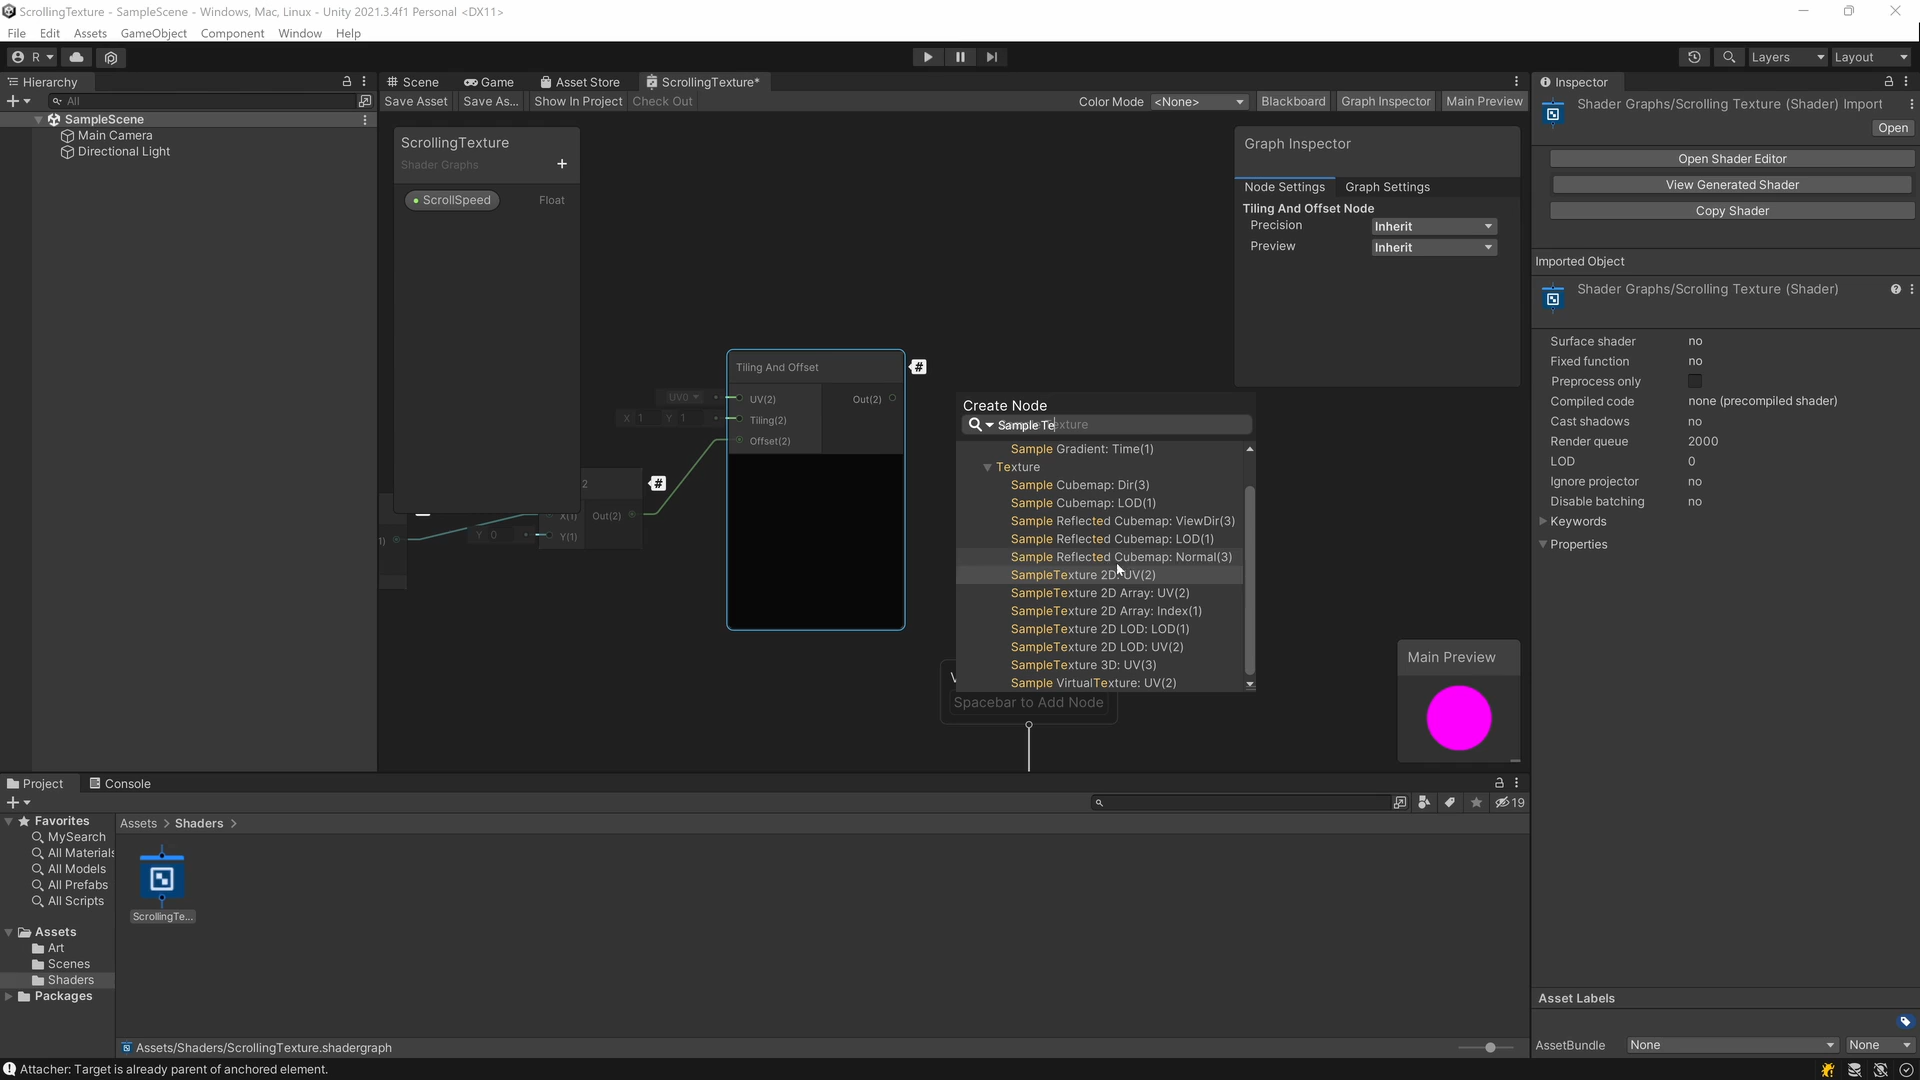 ScrollingTexture - SampleScene - Windows, Mac, Linux - Unity 2021.3.4f1 Personal <DX11>
File Edit Assets GameObject Component Window Help
R Layers Layout
Hierarchy
All
SampleScene
Main Camera
Directional Light
Scene Game Asset Store ScrollingTexture*
Save Asset Save As... Show In Project Check Out Color Mode <None> Blackboard Graph Inspector Main Preview
ScrollingTexture
Shader Graphs
+
ScrollSpeed Float
Graph Inspector
Node Settings Graph Settings
Tiling And Offset Node
Precision Inherit
Preview Inherit
Tiling And Offset
#
UV0 UV(2) Out(2)
X 1 Y 1 Tiling(2)
Offset(2)
2
#
X(1) Out(2)
Y 0 Y(1)
1)
Create Node
Sample Texture
Sample Gradient: Time(1)
Texture
Sample Cubemap: Dir(3)
Sample Cubemap: LOD(1)
Sample Reflected Cubemap: ViewDir(3)
Sample Reflected Cubemap: LOD(1)
Sample Reflected Cubemap: Normal(3)
SampleTexture 2D: UV(2)
SampleTexture 2D Array: UV(2)
SampleTexture 2D Array: Index(1)
SampleTexture 2D LOD: LOD(1)
SampleTexture 2D LOD: UV(2)
SampleTexture 3D: UV(3)
Sample VirtualTexture: UV(2)
V
Spacebar to Add Node
Main Preview
Inspector
Shader Graphs/Scrolling Texture (Shader) Import
Open
Open Shader Editor
View Generated Shader
Copy Shader
Imported Object
Shader Graphs/Scrolling Texture (Shader)
Surface shader no
Fixed function no
Preprocess only
Compiled code none (precompiled shader)
Cast shadows no
Render queue 2000
LOD 0
Ignore projector no
Disable batching no
Keywords
Properties
Asset Labels
AssetBundle None None
Project Console
19
Favorites
MySearch
All Materials
All Models
All Prefabs
All Scripts
Assets
Art
Scenes
Shaders
Packages
Assets > Shaders >
ScrollingTe...
Assets/Shaders/ScrollingTexture.shadergraph
Attacher: Target is already parent of anchored element.